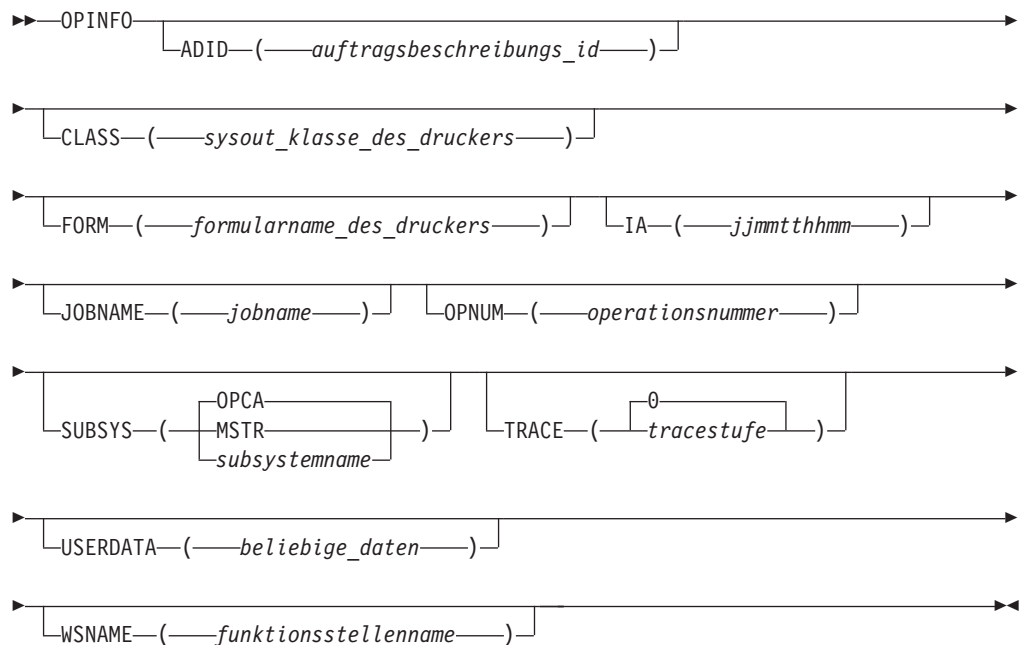 OPINFO
ADID ( auftragsbeschreibungs_id )
CLASS ( sysout_klasse_des_druckers )
FORM ( formularname_des_druckers ) IA ( jjmmtthhmm )
JOBNAME ( jobname ) OPNUM ( operationsnummer )
OPCA 0
SUBSYS ( MSTR ) TRACE ( tracestufe )
subsystemname
USERDATA ( beliebige_daten )
WSNAME ( funktionsstellenname )